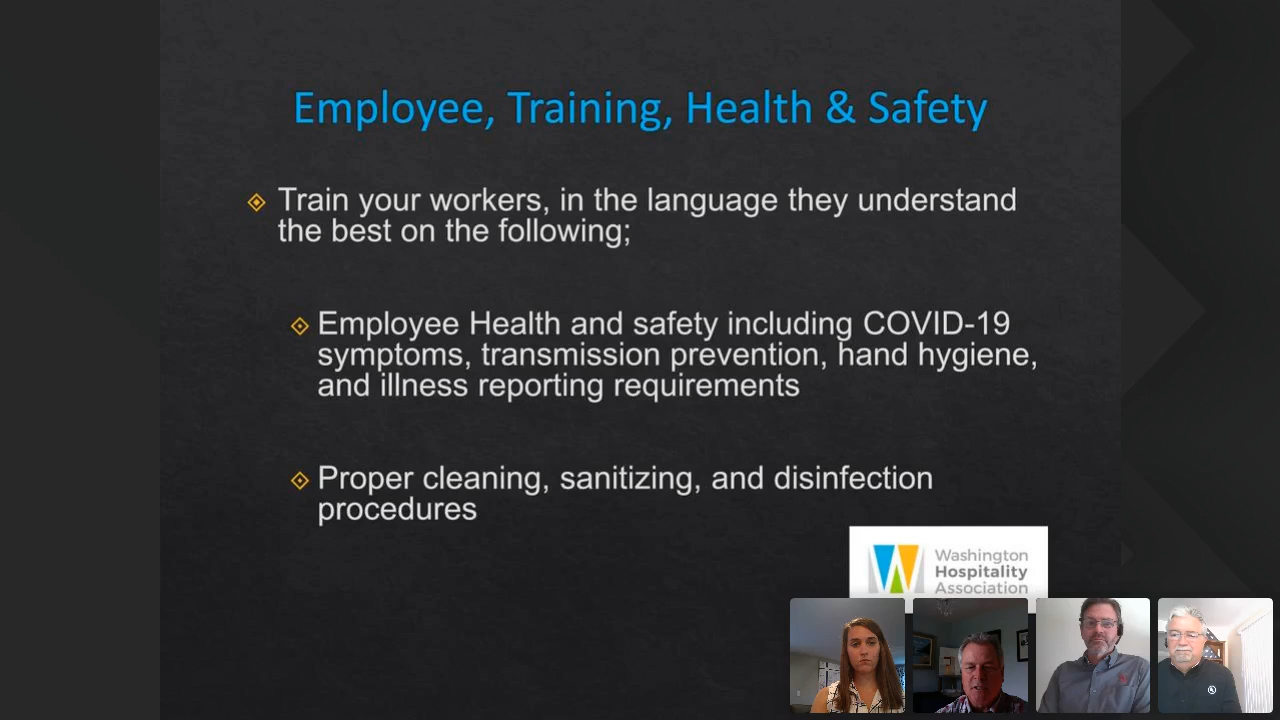 Employee, Training, Health & Safety
Train your workers, in the language they understand
the best on the following;
Employee Health and safety including COVID-19
symptoms, transmission prevention, hand hygiene,
and illness reporting requirements
Proper cleaning, sanitizing, and disinfection
procedures
Washington
Hospitality
Association